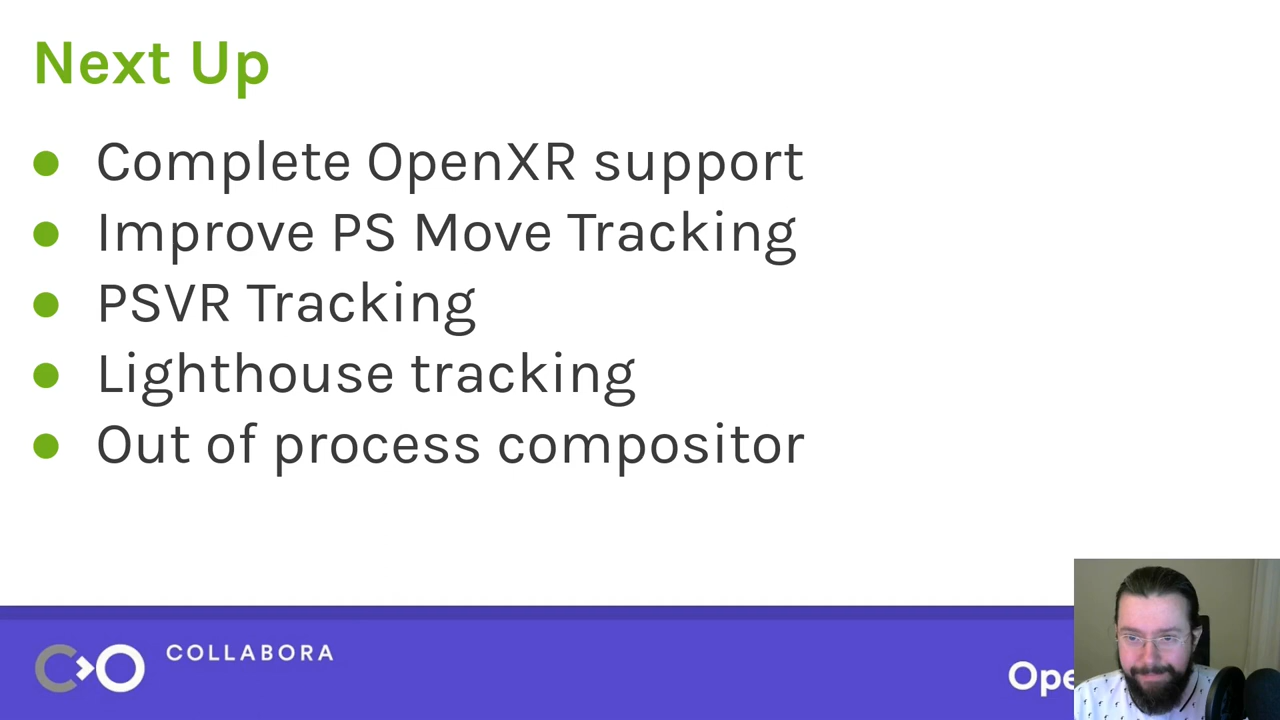 Next Up
Complete OpenXR support
Improve PS Move Tracking
PSVR Tracking
Lighthouse tracking
Out of process compositor
COLLABORA
Ope